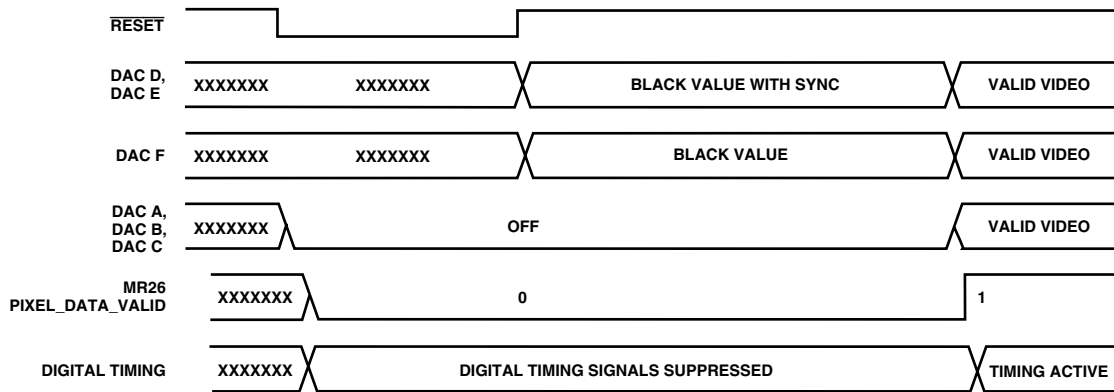 RESET
DAC D,
DAC E
XXXXXXX XXXXXXX BLACK VALUE WITH SYNC VALID VIDEO
DAC F XXXXXXX XXXXXXX BLACK VALUE VALID VIDEO
DAC A,
DAC B,
DAC C
XXXXXXX OFF VALID VIDEO
MR26
PIXEL_DATA_VALID
XXXXXXX 0 1
DIGITAL TIMING XXXXXXX DIGITAL TIMING SIGNALS SUPPRESSED TIMING ACTIVE